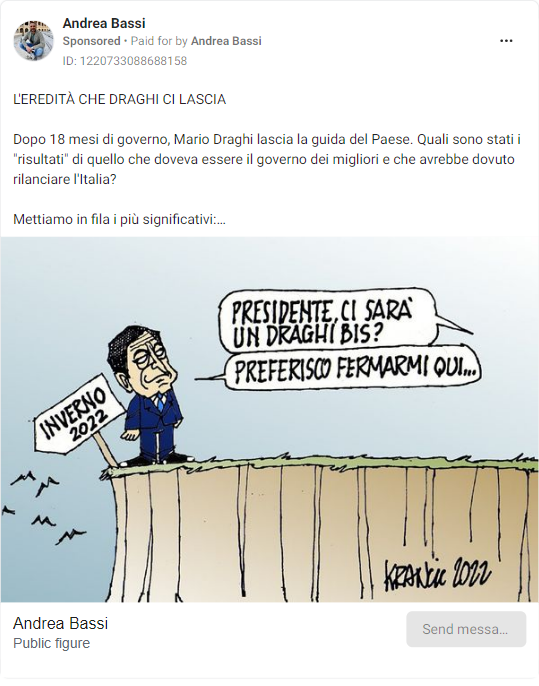 Andrea Bassi
Sponsored • Paid for by Andrea Bassi
ID: 1220733088688158
L'EREDITÀ CHE DRAGHI CI LASCIA
Dopo 18 mesi di governo, Mario Draghi lascia la guida del Paese. Quali sono stati i
"risultati" di quello che doveva essere il governo dei migliori e che avrebbe dovuto
rilanciare l'Italia?
Mettiamo in fila i più significativi:...
PRESIDENTE, CI SARÀ
UN DRAGHI BIS?
PREFERISCO FERMARMI QUI...
INVERNO
2022
KRANCIC 2022
Andrea Bassi
Public figure
Send messa...